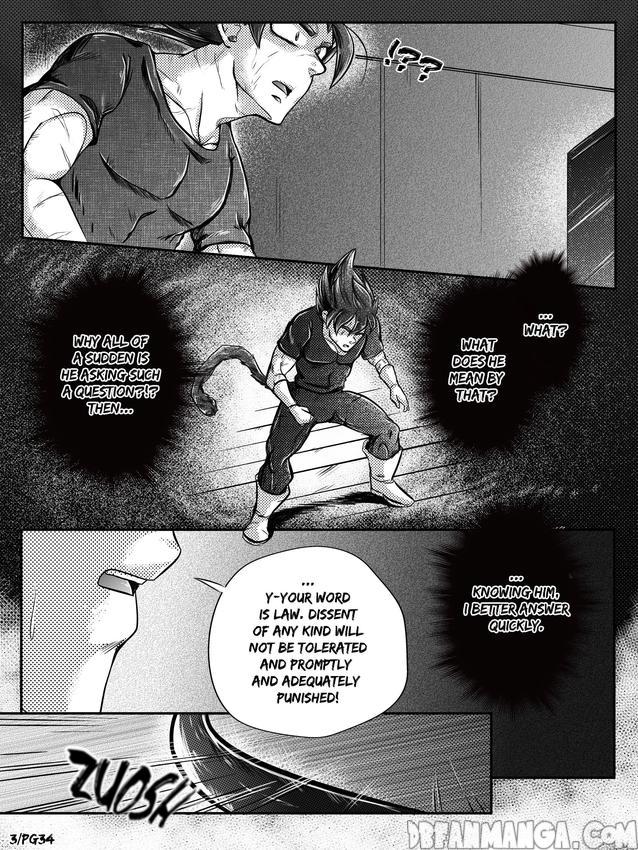 !???
...
WHAT?
WHAT
DOES HE
MEAN BY
THAT?
WHY ALL OF
A SUDDEN IS
HE ASKING SUCH
A QUESTION?!?
THEN...
...
KNOWING HIM,
I BETTER ANSWER
QUICKLY.
...
Y-YOUR WORD
IS LAW. DISSENT
OF ANY KIND WILL
NOT BE TOLERATED
AND PROMPTLY
AND ADEQUATELY
PUNISHED!
ZUOSH
3/PG34
DBFANMANGA.COM